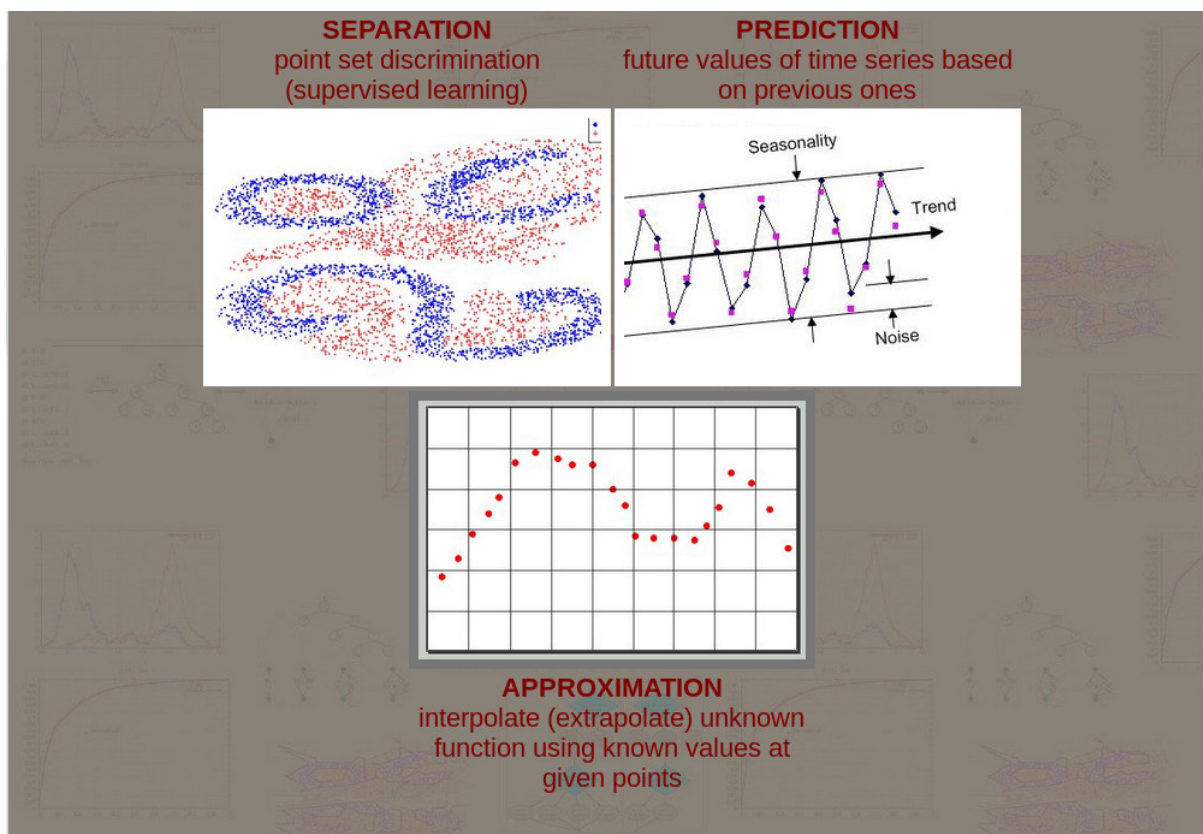 SEPARATION
point set discrimination
(supervised learning)
PREDICTION
future values of time series based
on previous ones
Seasonality
Trend
Noise
APPROXIMATION
interpolate (extrapolate) unknown
function using known values at
given points